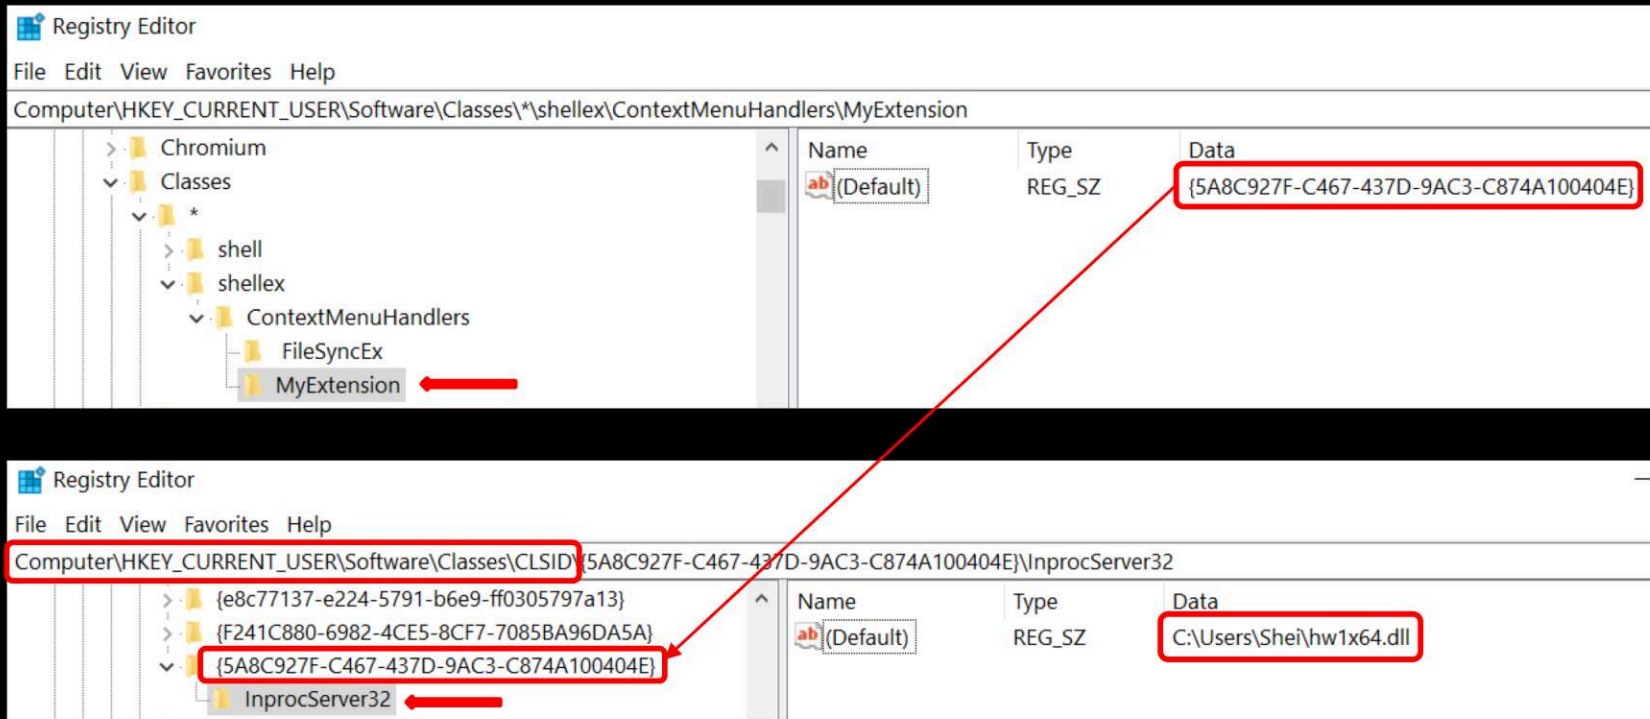 Registry Editor
File Edit View Favorites Help
Computer\HKEY_CURRENT_USER\Software\Classes\*\shellex\ContextMenuHandlers\MyExtension
Chromium
Classes
*
shell
shellex
ContextMenuHandlers
FileSyncEx
MyExtension
Name Type Data
ab (Default) REG_SZ {5A8C927F-C467-437D-9AC3-C874A100404E}
Registry Editor
File Edit View Favorites Help
Computer\HKEY_CURRENT_USER\Software\Classes\CLSID\{5A8C927F-C467-437D-9AC3-C874A100404E}\InprocServer32
{e8c77137-e224-5791-b6e9-ff0305797a13}
{F241C880-6982-4CE5-8CF7-7085BA96DA5A}
{5A8C927F-C467-437D-9AC3-C874A100404E}
InprocServer32
Name Type Data
ab (Default) REG_SZ C:\Users\Shei\hw1x64.dll